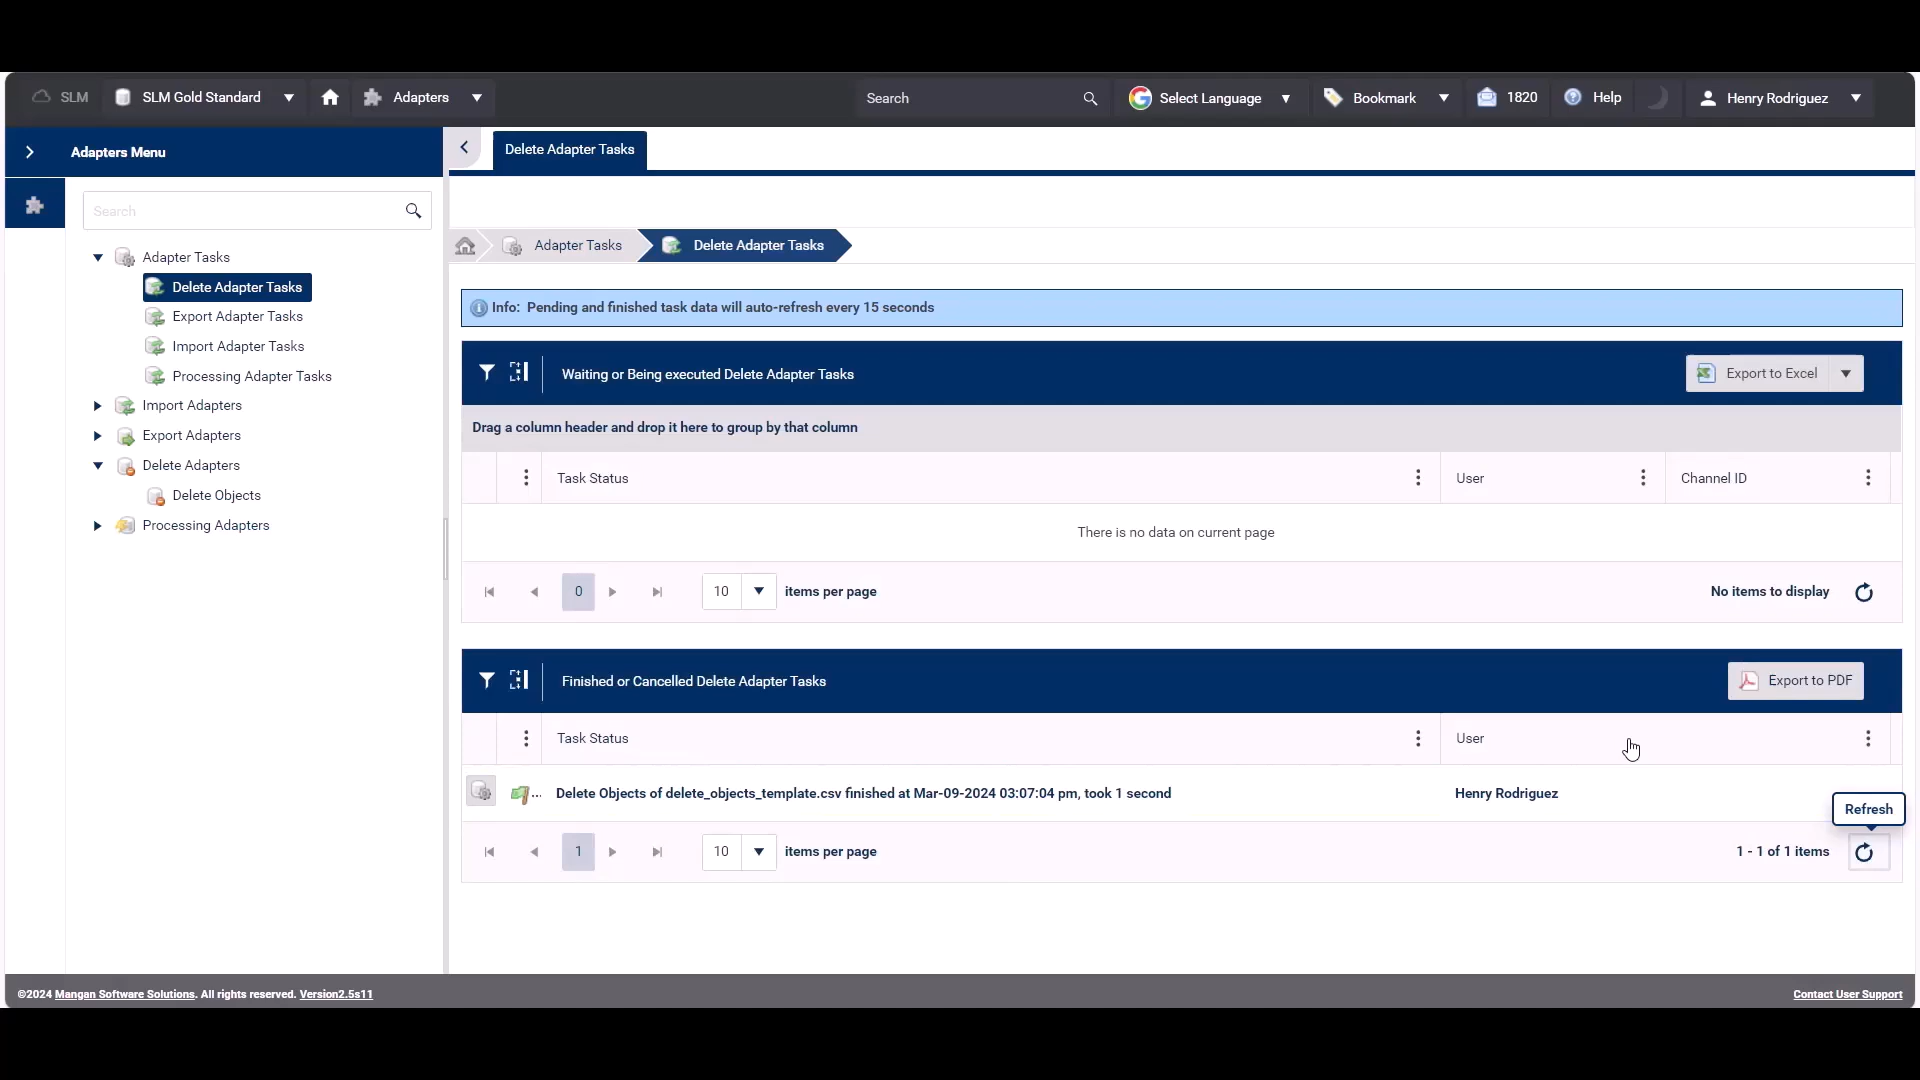 SLM SLM Gold Standard Adapters Search Select Language Bookmark 1820 Help Henry Rodriguez
Adapters Menu
Delete Adapter Tasks
Search
Adapter Tasks
Delete Adapter Tasks
Export Adapter Tasks
Import Adapter Tasks
Processing Adapter Tasks
Import Adapters
Export Adapters
Delete Adapters
Delete Objects
Processing Adapters
Adapter Tasks Delete Adapter Tasks
Info: Pending and finished task data will auto-refresh every 15 seconds
Waiting or Being executed Delete Adapter Tasks Export to Excel
Drag a column header and drop it here to group by that column
Task Status User Channel ID
There is no data on current page
0 10 items per page No items to display
Finished or Cancelled Delete Adapter Tasks Export to PDF
Task Status User
... Delete Objects of delete_objects_template.csv finished at Mar-09-2024 03:07:04 pm, took 1 second Henry Rodriguez
Refresh
1 10 items per page 1 - 1 of 1 items
©2024 Mangan Software Solutions. All rights reserved. Version2.5s11 Contact User Support